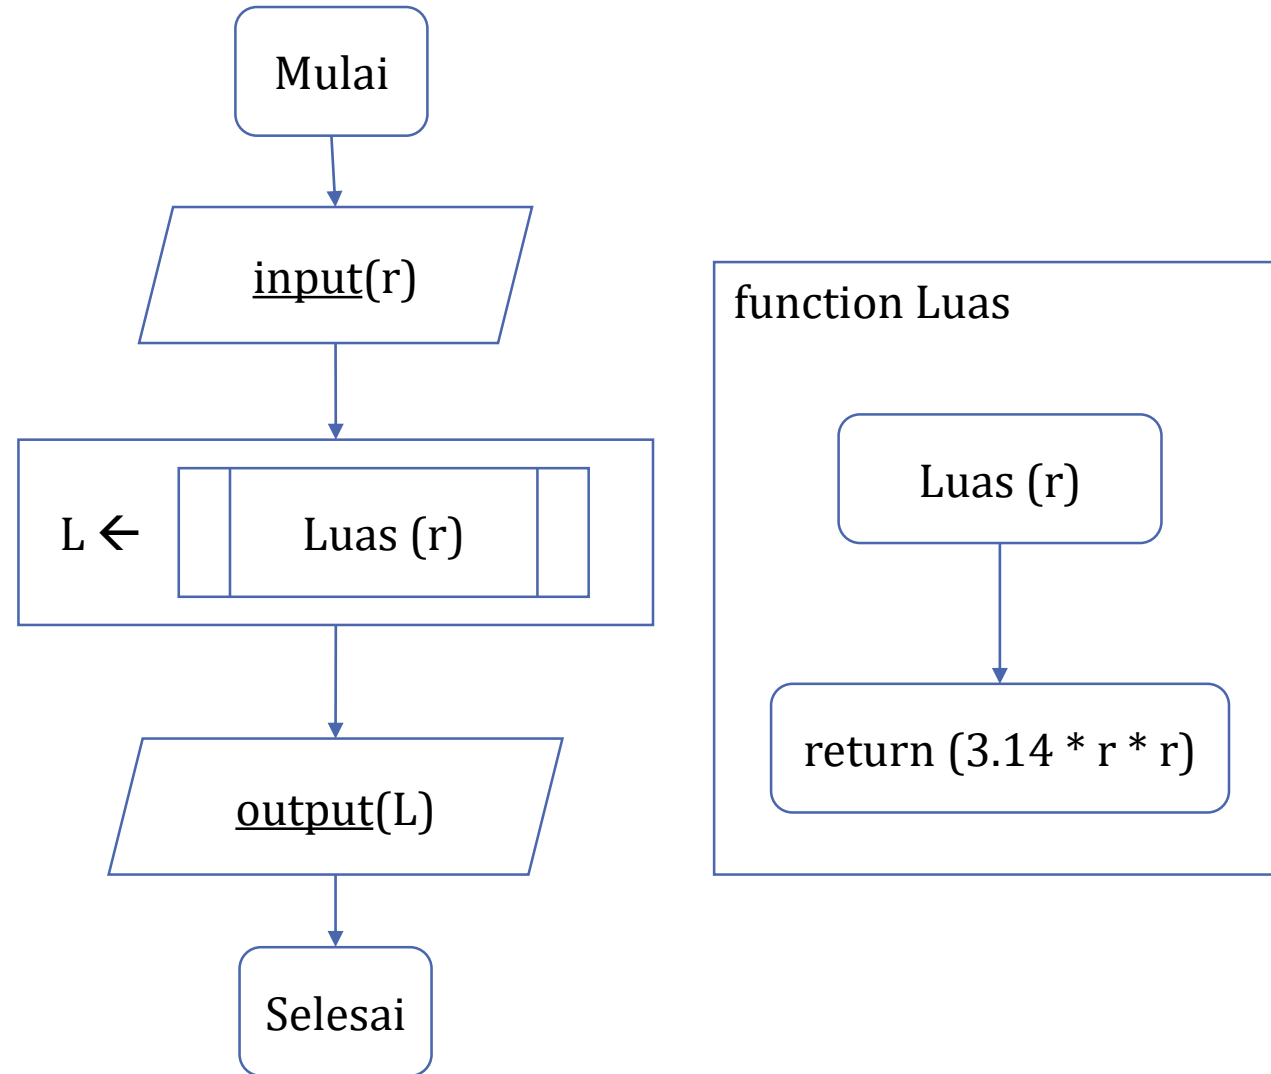 Mulai
input(r)
L ← Luas (r)
output(L)
Selesai
function Luas
Luas (r)
return (3.14 * r * r)